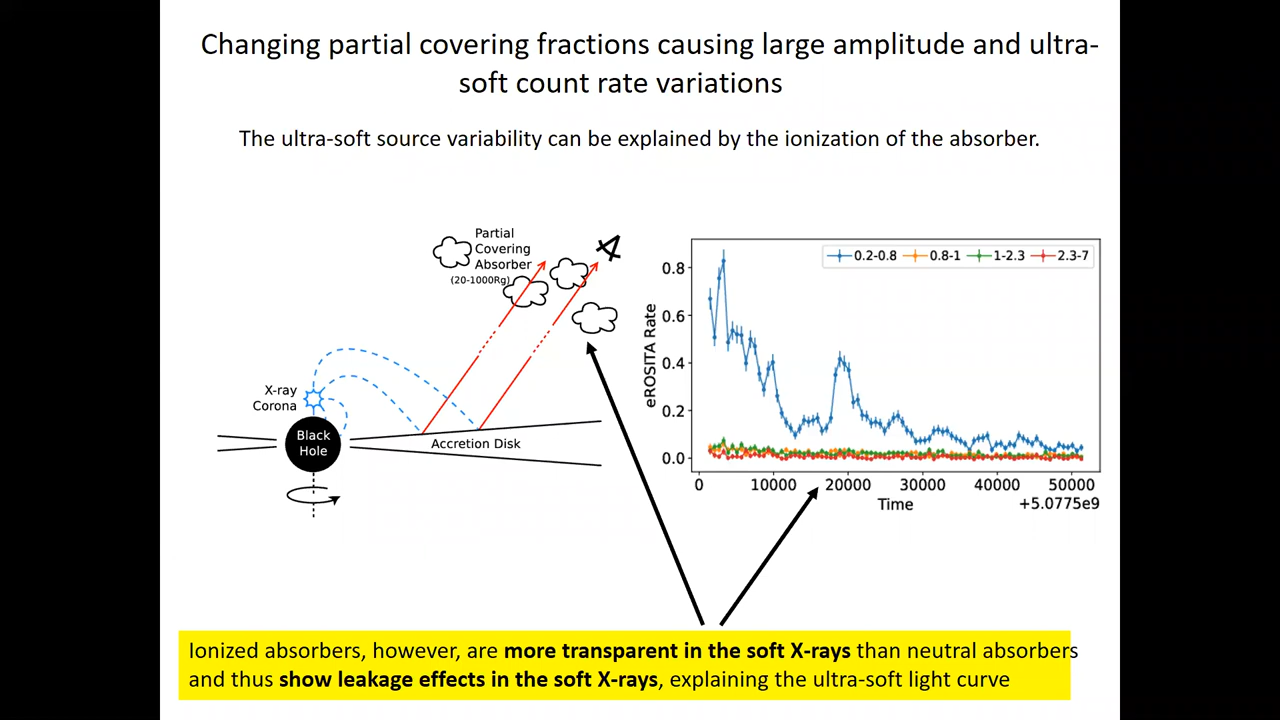 Changing partial covering fractions causing large amplitude and ultra-
soft count rate variations
The ultra-soft source variability can be explained by the ionization of the absorber.
Partial
Covering
Absorber
(20-1000Rg)
X-ray
Corona
Black
Hole
Accretion Disk
0.2-0.8 0.8-1 1-2.3 2.3-7
eROSITA Rate
0.8
0.6
0.4
0.2
0.0
0 10000 20000 30000 40000 50000
Time
+5.0775e9
Ionized absorbers, however, are more transparent in the soft X-rays than neutral absorbers
and thus show leakage effects in the soft X-rays, explaining the ultra-soft light curve